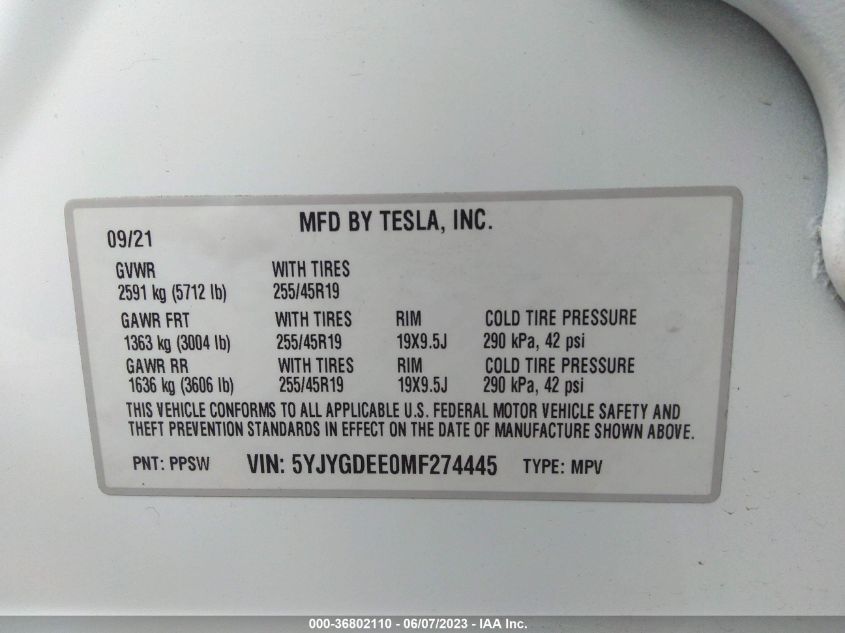 MFD BY TESLA, INC.
09/21
GVWR WITH TIRES
2591 kg (5712 lb) 255/45R19
GAWR FRT WITH TIRES RIM COLD TIRE PRESSURE
1363 kg (3004 lb) 255/45R19 19X9.5J 290 kPa, 42 psi
GAWR RR WITH TIRES RIM COLD TIRE PRESSURE
1636 kg (3606 lb) 255/45R19 19X9.5J 290 kPa, 42 psi
THIS VEHICLE CONFORMS TO ALL APPLICABLE U.S. FEDERAL MOTOR VEHICLE SAFETY AND
THEFT PREVENTION STANDARDS IN EFFECT ON THE DATE OF MANUFACTURE SHOWN ABOVE.
PNT: PPSW VIN: 5YJYGDEE0MF274445 TYPE: MPV
000-36802110 - 06/07/2023 - IAA Inc.